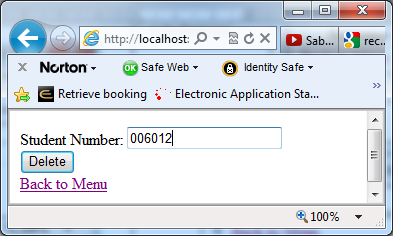 http://localhost: Sab... rec...
x Norton Safe Web Identity Safe
Retrieve booking Electronic Application Sta... »
Student Number: 006012
Delete
Back to Menu
100%